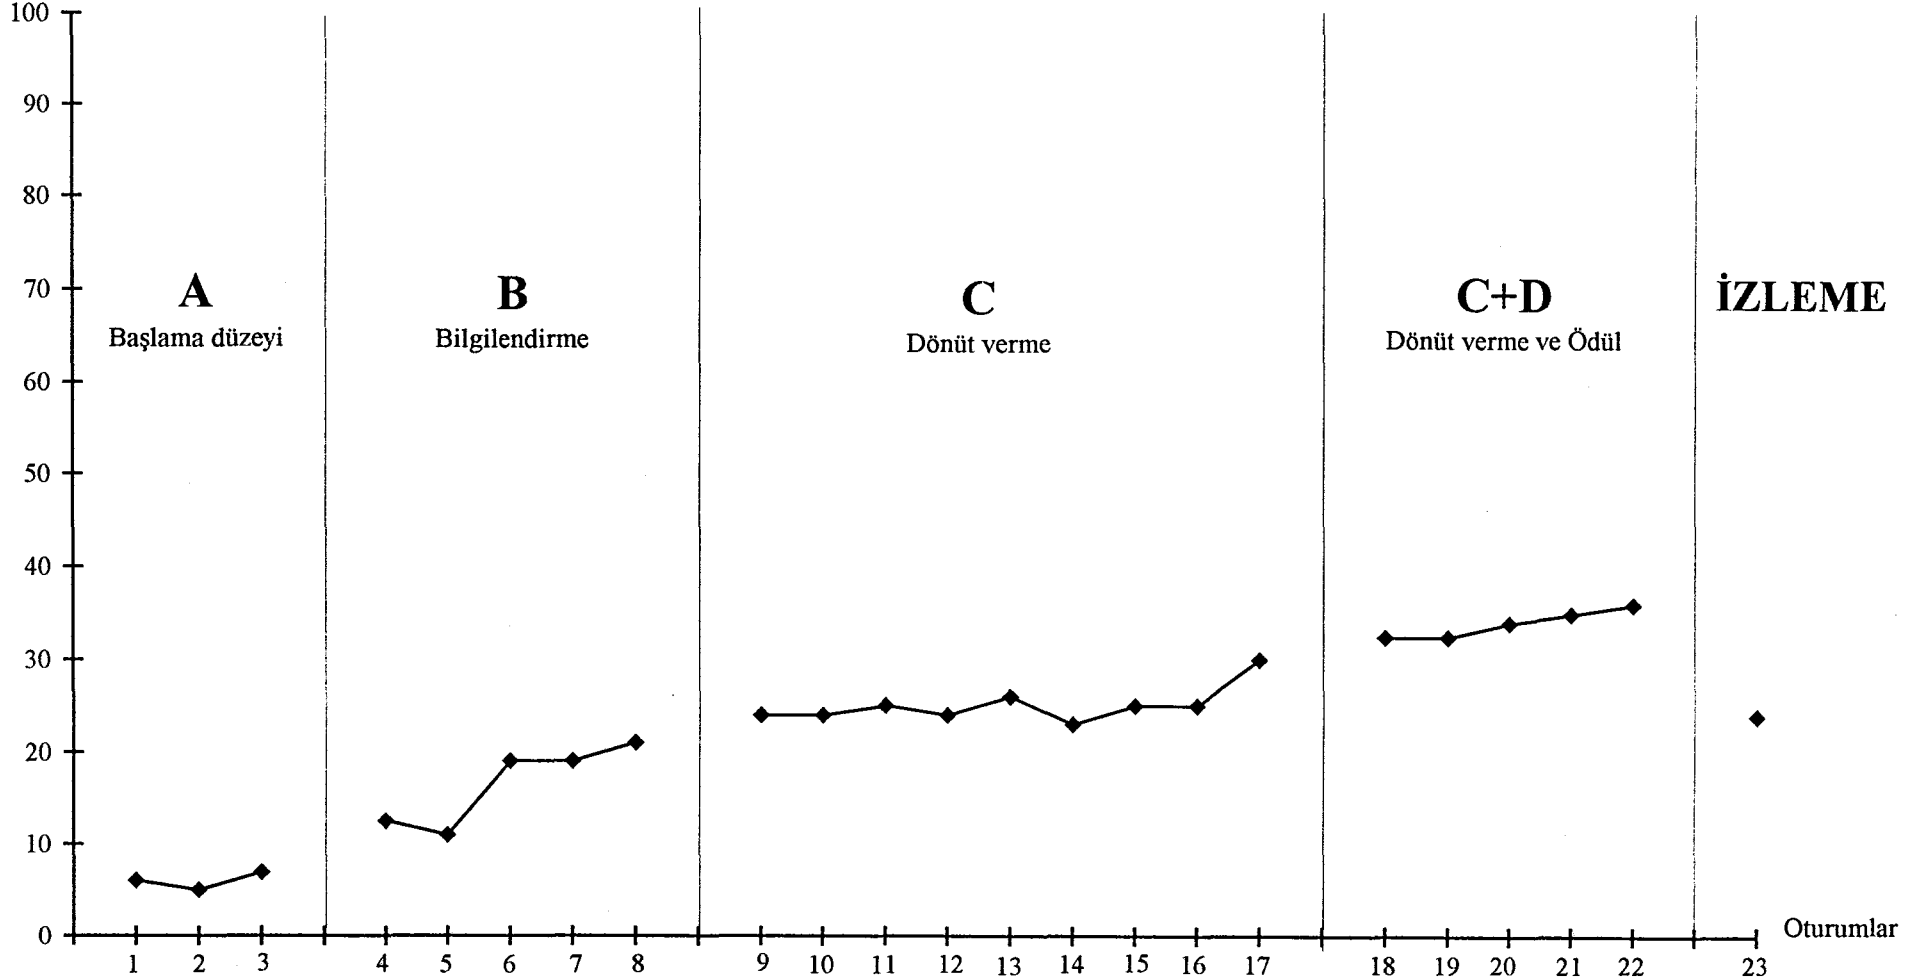 100
90
80
70
60
50
40
30
20
10
0
A
Başlama düzeyi
B
Bilgilendirme
C
Dönüt verme
C+D
Dönüt verme ve Ödül
İZLEME
1 2 3 4 5 6 7 8 9 10 11 12 13 14 15 16 17 18 19 20 21 22 23
Oturumlar